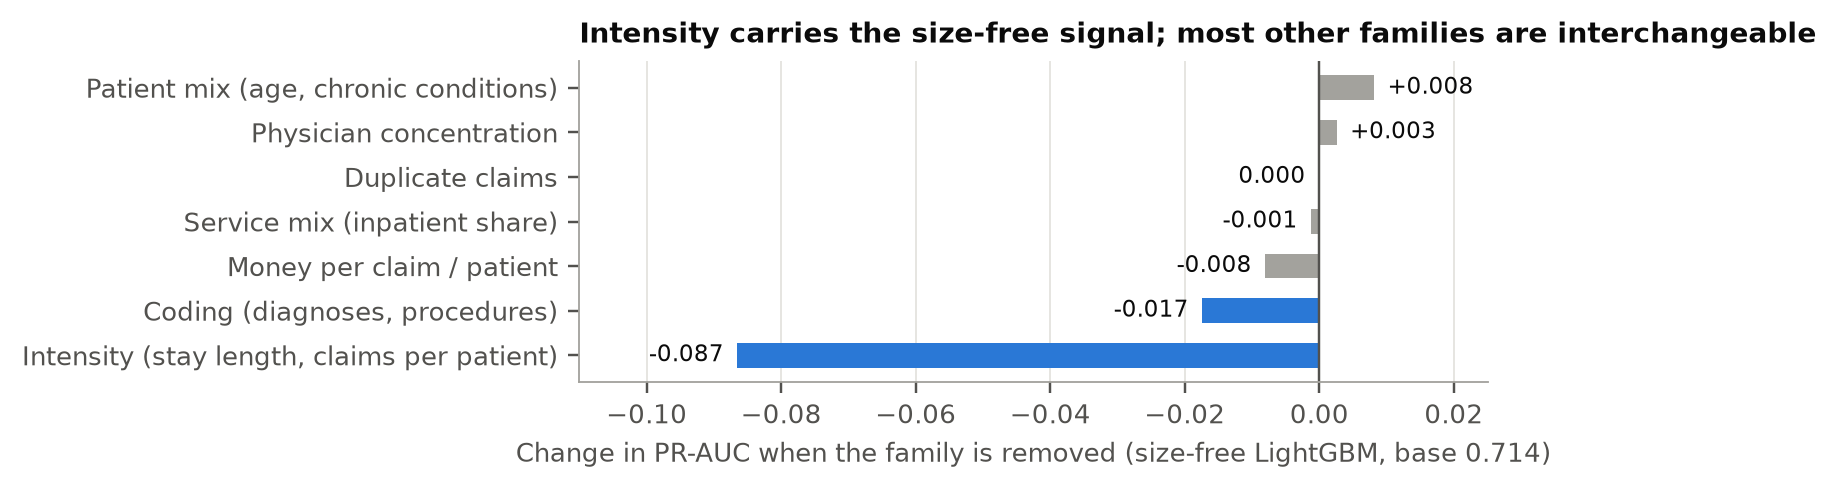 Intensity carries the size-free signal; most other families are interchangeable
Patient mix (age, chronic conditions) +0.008
Physician concentration +0.003
Duplicate claims 0.000
Service mix (inpatient share) -0.001
Money per claim / patient -0.008
Coding (diagnoses, procedures) -0.017
Intensity (stay length, claims per patient) -0.087
−0.10 −0.08 −0.06 −0.04 −0.02 0.00 0.02
Change in PR-AUC when the family is removed (size-free LightGBM, base 0.714)